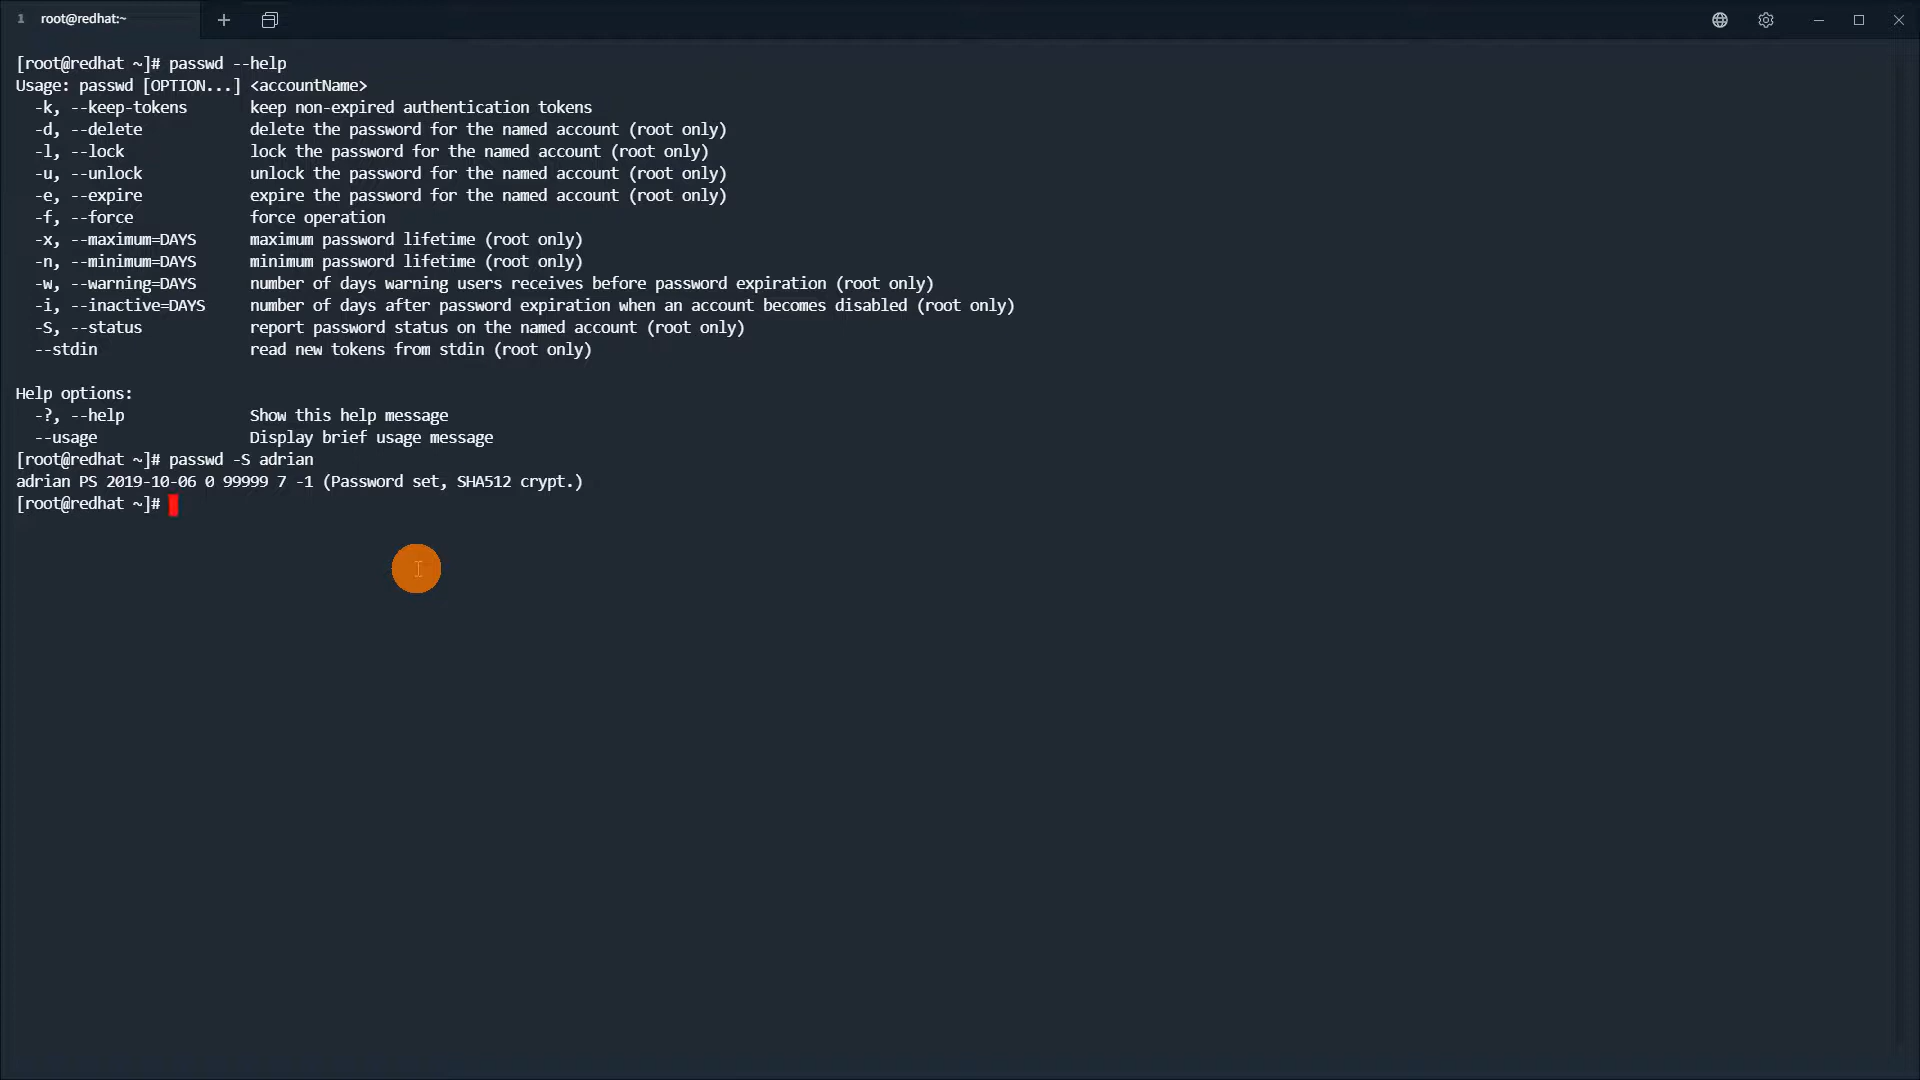 1 root@redhat:~
[root@redhat ~]# passwd --help
Usage: passwd [OPTION...] <accountName>
-k, --keep-tokens keep non-expired authentication tokens
-d, --delete delete the password for the named account (root only)
-l, --lock lock the password for the named account (root only)
-u, --unlock unlock the password for the named account (root only)
-e, --expire expire the password for the named account (root only)
-f, --force force operation
-x, --maximum=DAYS maximum password lifetime (root only)
-n, --minimum=DAYS minimum password lifetime (root only)
-w, --warning=DAYS number of days warning users receives before password expiration (root only)
-i, --inactive=DAYS number of days after password expiration when an account becomes disabled (root only)
-S, --status report password status on the named account (root only)
--stdin read new tokens from stdin (root only)
Help options:
-?, --help Show this help message
--usage Display brief usage message
[root@redhat ~]# passwd -S adrian
adrian PS 2019-10-06 0 99999 7 -1 (Password set, SHA512 crypt.)
[root@redhat ~]#